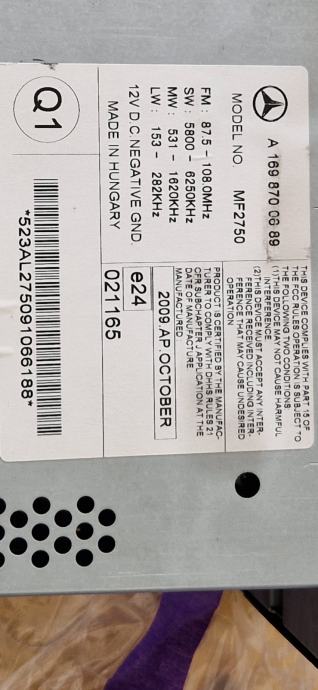 A 169 870 09 89
MODEL NO. MF2750
FM : 87.5 - 108.0MHz
SW : 5800 - 6250KHz
MW : 531 - 1620KHz
LW : 153 - 282KHz
12V D.C.NEGATIVE GND.
MADE IN HUNGARY
THIS DEVICE COMPLIES WITH PART 15 OF
THE FCC RULES OPERATION IS SUBJECT TO
THE FOLLOWING TWO CONDITIONS
(1)THIS DEVICE MAY NOT CAUSE HARMFUL
INTERFERENCE
(2)THIS DEVICE MUST ACCEPT ANY INTER-
FERENCE RECEIVED INCLUDING INTER
FERENCE THAT MAY CAUSE UNDESIRED
OPERATION
PRODUCT IS CERTIFIED BY THE MANUFAC-
TURER TO COMPLY WITH DHHS RULES 21
CFR SUBCHAPTER J APPLICATION AT THE
DATE OF MANUFACTURE
MANUFACTURED
2009.AP.OCTOBER
e24
021165
Q1
*523AL275091066188*